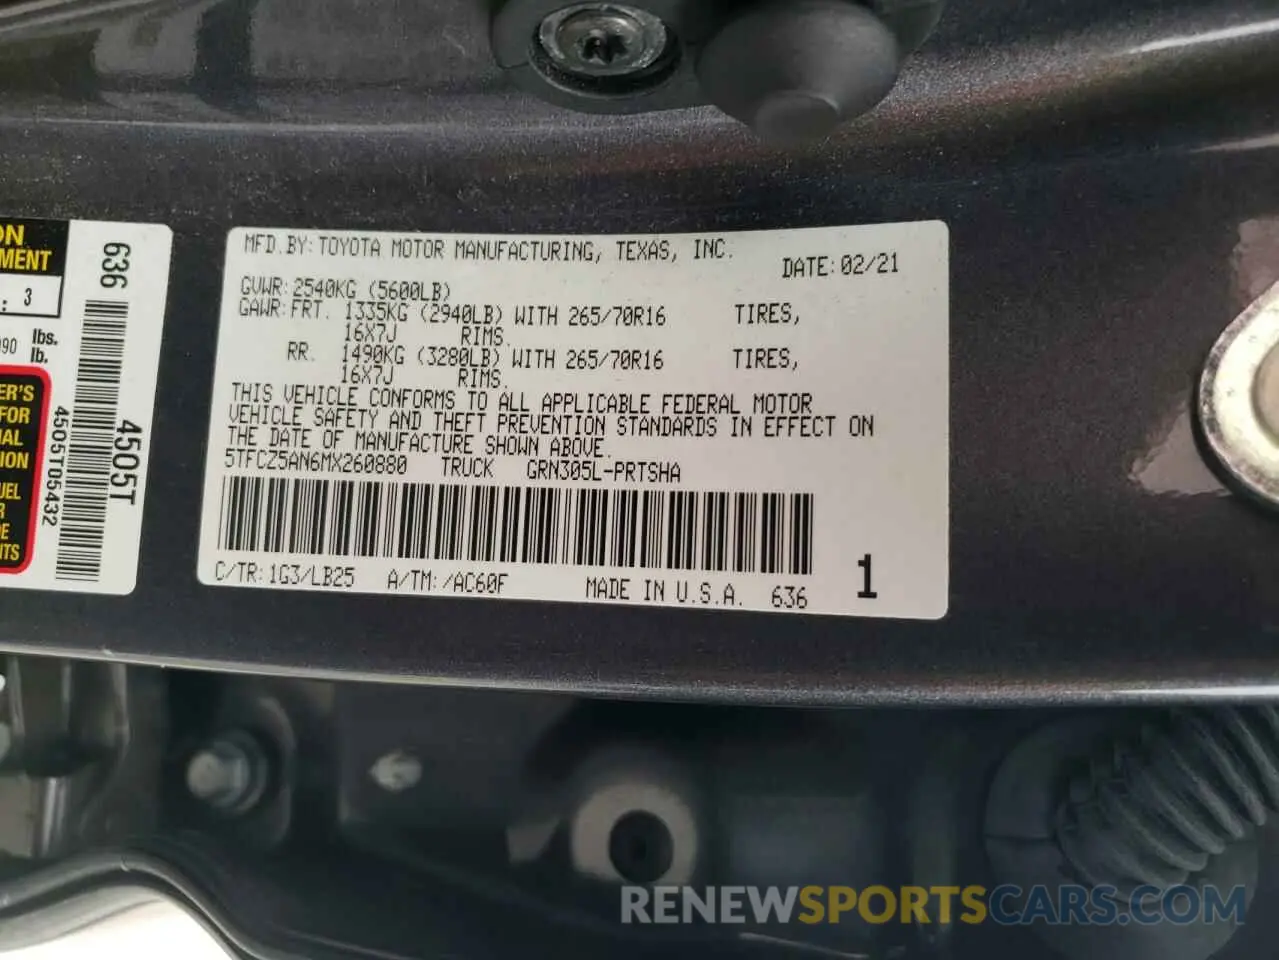 ON
MENT
: 3
lbs.
lb.
ER'S
FOR
ION
UEL
ITS
636
4505T
4505T05432
MFD.BY:TOYOTA MOTOR MANUFACTURING, TEXAS, INC.
DATE:02/21
GVWR:2540KG (5600LB)
GAWR:FRT. 1335KG (2940LB) WITH 265/70R16 TIRES,
16X7J RIMS.
RR. 1490KG (3280LB) WITH 265/70R16 TIRES,
16X7J RIMS.
THIS VEHICLE CONFORMS TO ALL APPLICABLE FEDERAL MOTOR
VEHICLE SAFETY AND THEFT PREVENTION STANDARDS IN EFFECT ON
THE DATE OF MANUFACTURE SHOWN ABOVE.
5TFCZ5AN6MX260880 TRUCK GRN305L-PRTSHA
C/TR:1G3/LB25 A/TM:/AC60F MADE IN U.S.A. 636
1
RENEWSPORTSCARS.COM